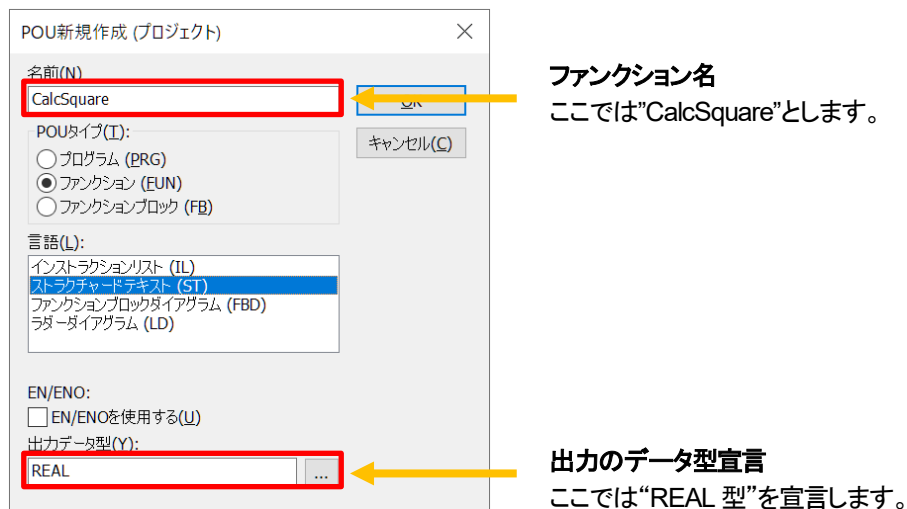 POU新規作成 (プロジェクト)
名前(N)
CalcSquare
OK
POUタイプ(T):
キャンセル(C)
プログラム (PRG)
ファンクション (FUN)
ファンクションブロック (FB)
言語(L):
インストラクションリスト (IL)
ストラクチャードテキスト (ST)
ファンクションブロックダイアグラム (FBD)
ラダーダイアグラム (LD)
EN/ENO:
EN/ENOを使用する(U)
出力データ型(Y):
REAL
...
ファンクション名
ここでは”CalcSquare”とします。
出力のデータ型宣言
ここでは“REAL 型”を宣言します。